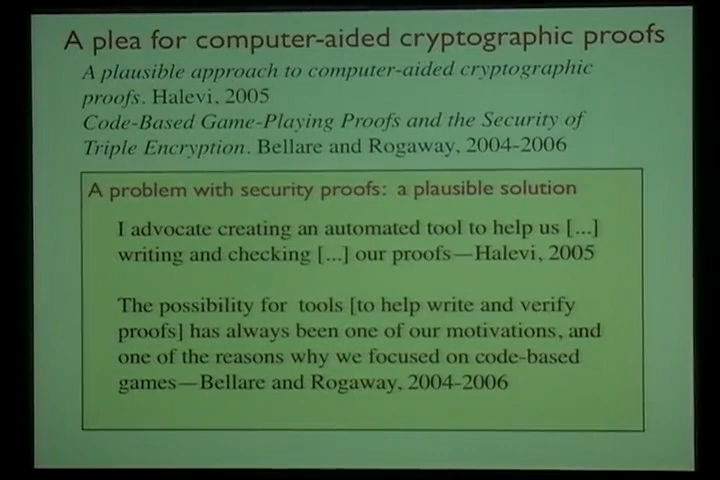 A plea for computer-aided cryptographic proofs
A plausible approach to computer-aided cryptographic
proofs. Halevi, 2005
Code-Based Game-Playing Proofs and the Security of
Triple Encryption. Bellare and Rogaway, 2004-2006
A problem with security proofs: a plausible solution
I advocate creating an automated tool to help us [...]
writing and checking [...] our proofs—Halevi, 2005
The possibility for tools [to help write and verify
proofs] has always been one of our motivations, and
one of the reasons why we focused on code-based
games—Bellare and Rogaway, 2004-2006